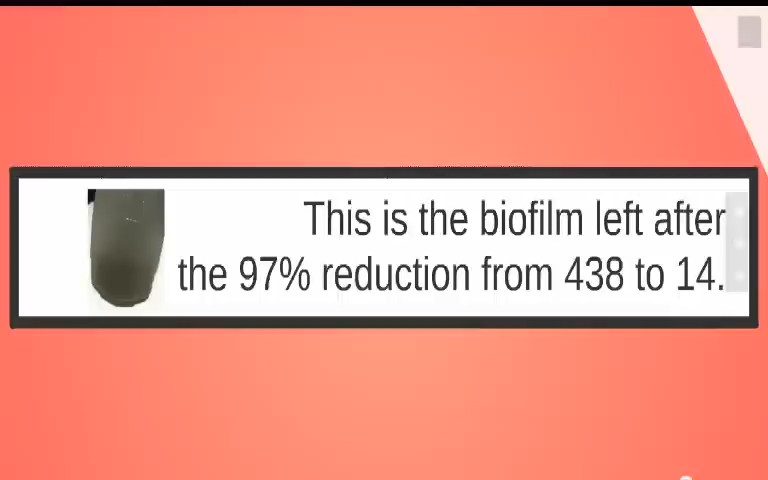 This is the biofilm left after
the 97% reduction from 438 to 14.